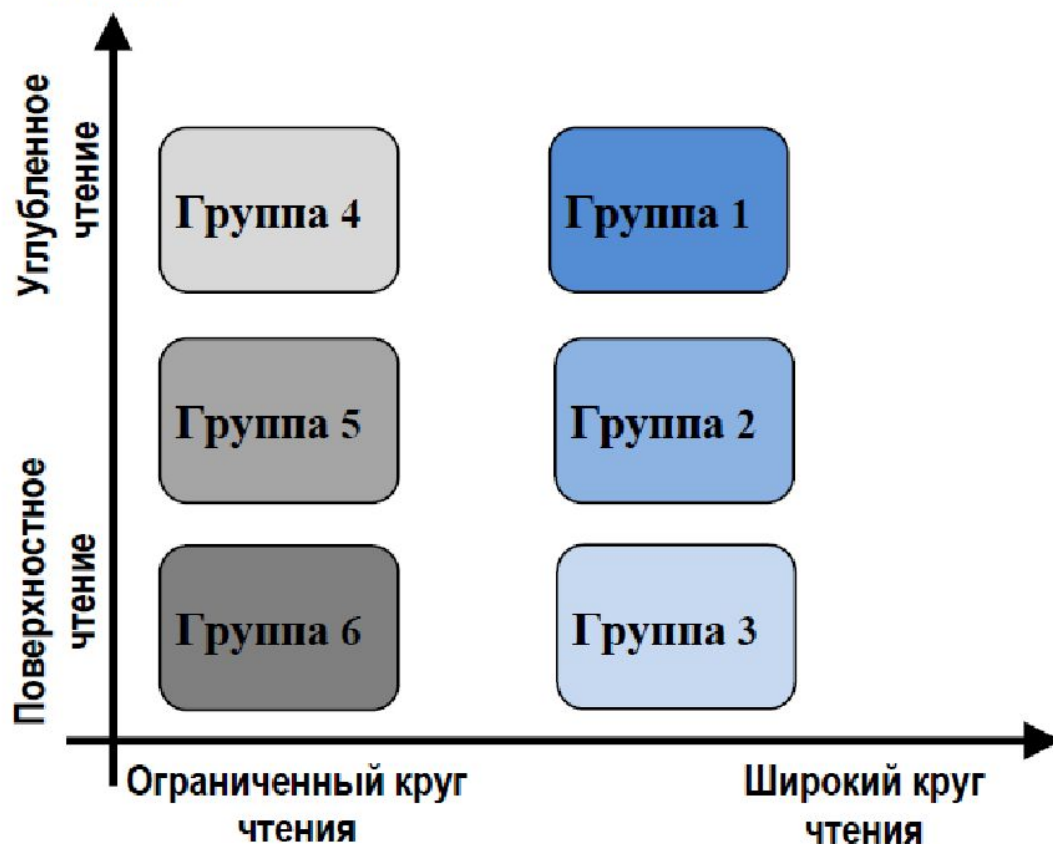 Углубленное
чтение
Группа 4
Группа 1
Группа 5
Группа 2
Поверхностное
чтение
Группа 6
Группа 3
Ограниченный круг
чтения
Широкий круг
чтения